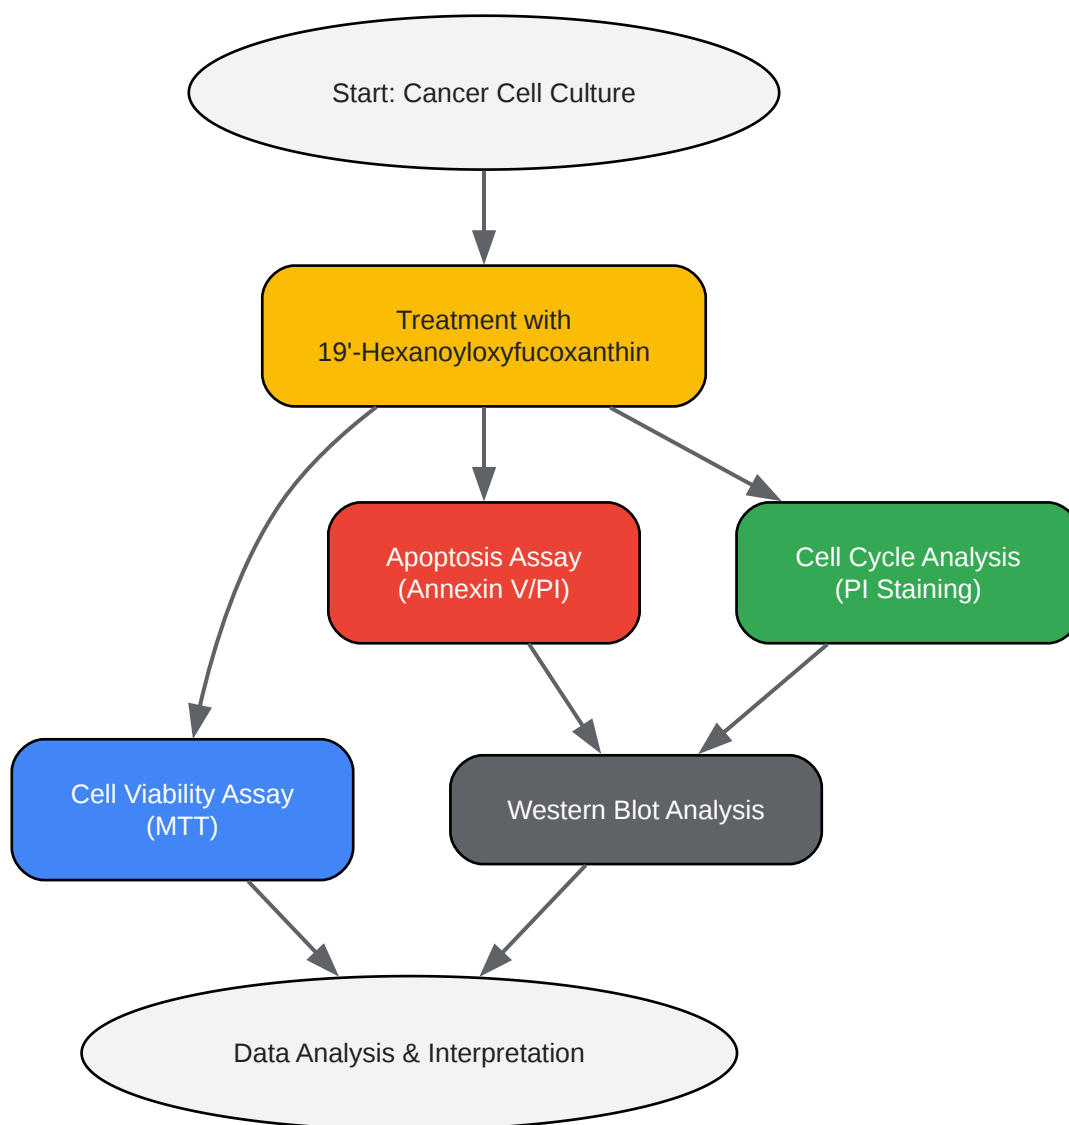 Start: Cancer Cell Culture
Treatment with
19'-Hexanoyloxyfucoxanthin
Apoptosis Assay
(Annexin V/PI)
Cell Cycle Analysis
(PI Staining)
Cell Viability Assay
(MTT)
Western Blot Analysis
Data Analysis & Interpretation